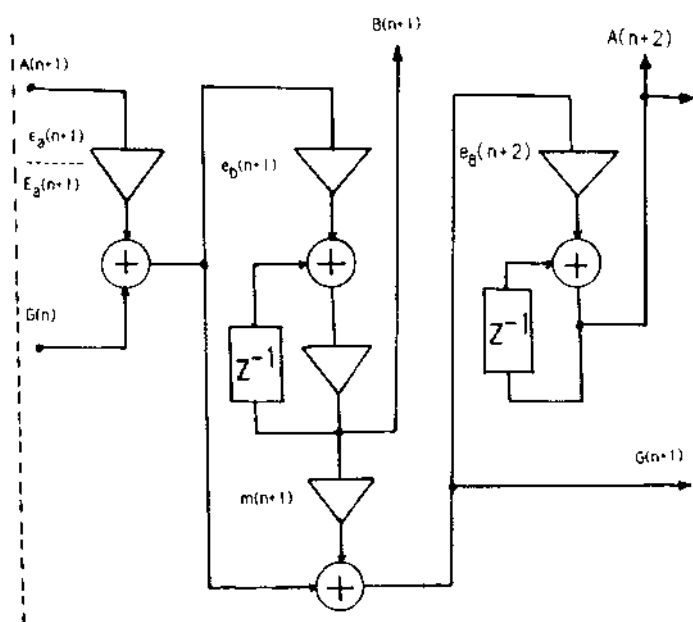 B(n+1)
A(n+2)
A(n+1)
ε_a(n+1)
E_a(n+1)
e_b(n+1)
e_a(n+2)
+
+
+
G(n)
Z⁻¹
Z⁻¹
G(n+1)
m(n+1)
+